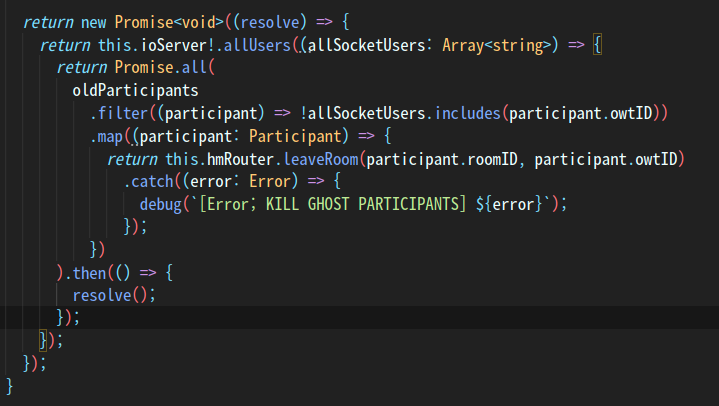 return new Promise<void>((resolve) => {
return this.ioServer!.allUsers((allSocketUsers: Array<string>) => {
return Promise.all(
oldParticipants
.filter((participant) => !allSocketUsers.includes(participant.owtID))
.map((participant: Participant) => {
return this.hmRouter.leaveRoom(participant.roomID, participant.owtID)
.catch((error: Error) => {
debug(`[Error; KILL GHOST PARTICIPANTS] ${error}`);
});
})
).then(() => {
resolve();
});
});
});
}